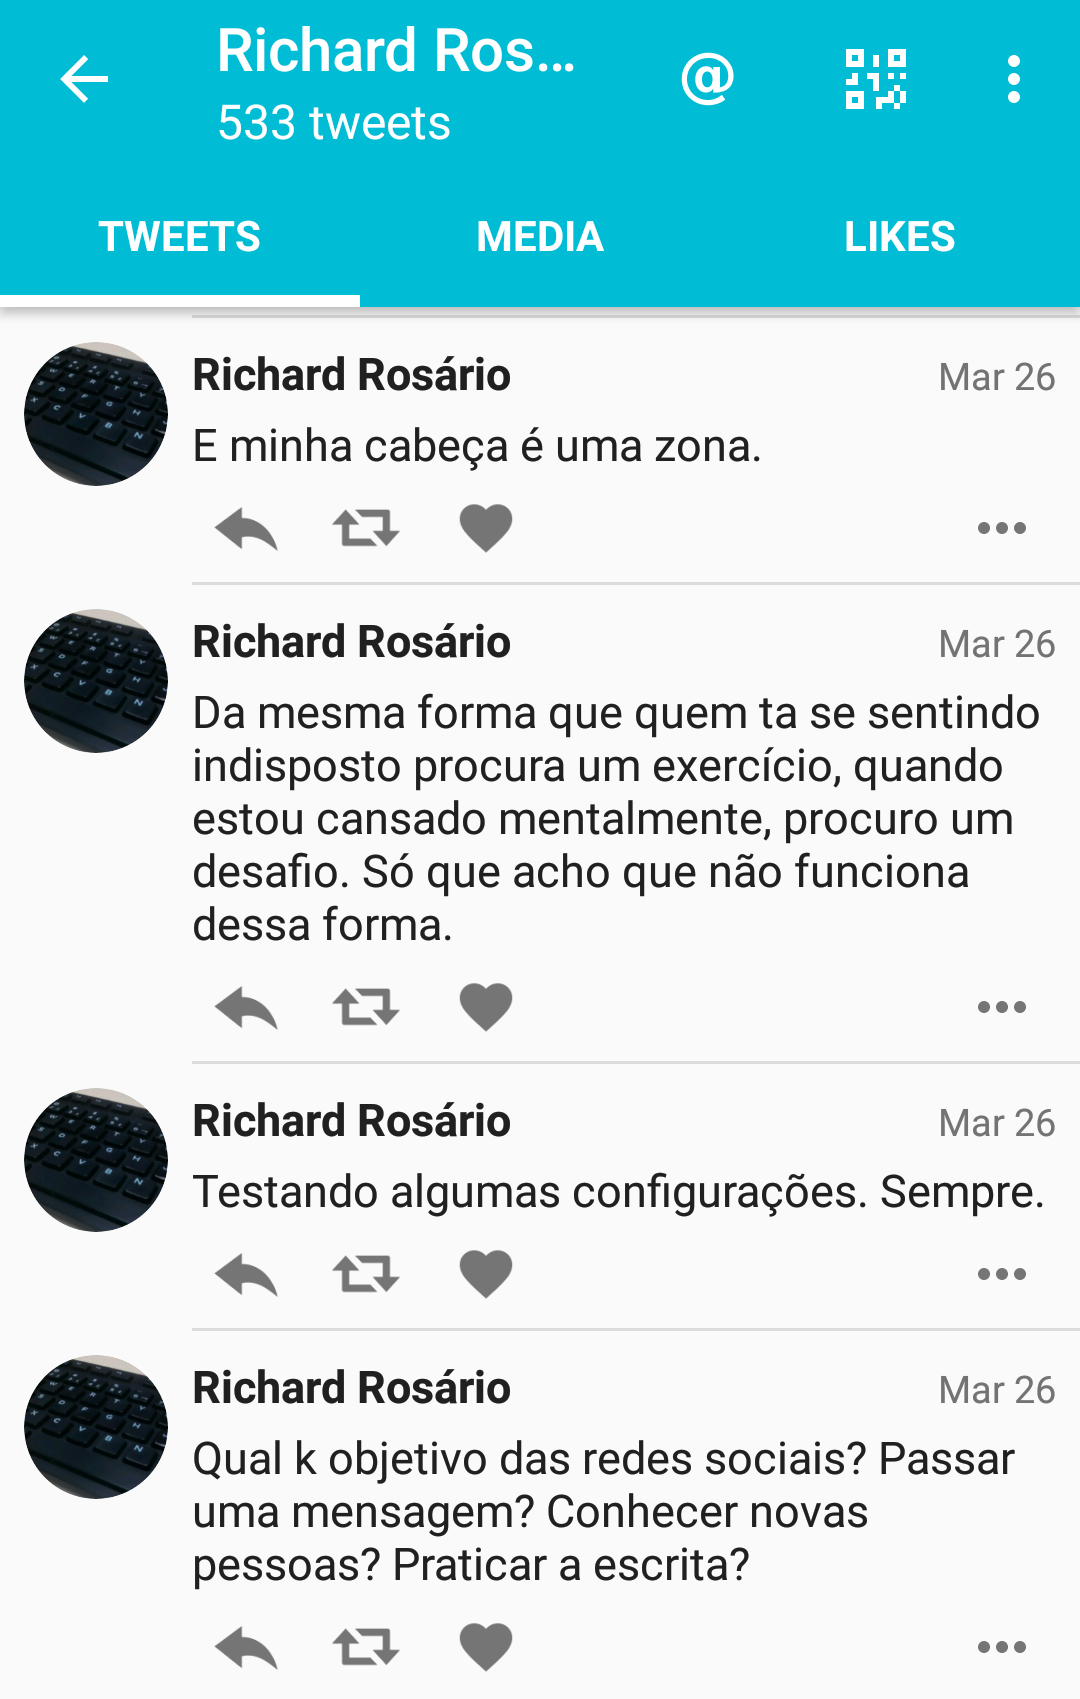 Richard Ros...
533 tweets
TWEETS
MEDIA
LIKES
Richard Rosário
Mar 26
E minha cabeça é uma zona.
Richard Rosário
Mar 26
Da mesma forma que quem ta se sentindo
indisposto procura um exercício, quando
estou cansado mentalmente, procuro um
desafio. Só que acho que não funciona
dessa forma.
Richard Rosário
Mar 26
Testando algumas configurações. Sempre.
Richard Rosário
Mar 26
Qual k objetivo das redes sociais? Passar
uma mensagem? Conhecer novas
pessoas? Praticar a escrita?